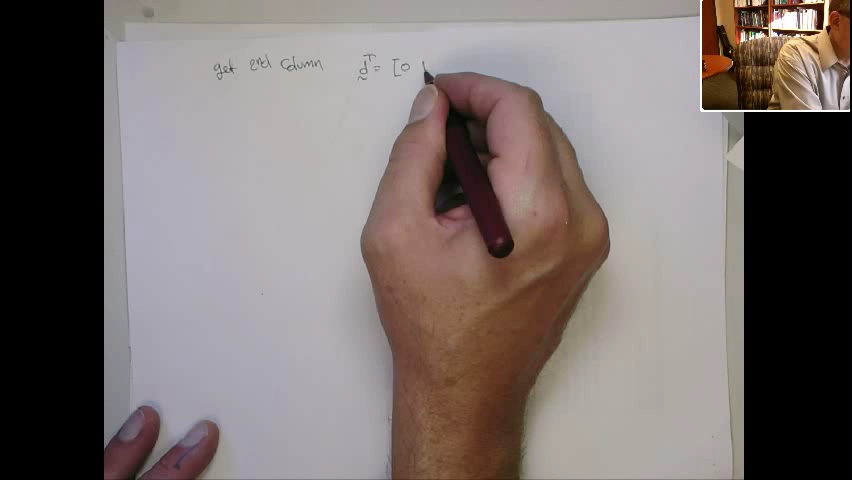 get 2nd column d^T = [0 1